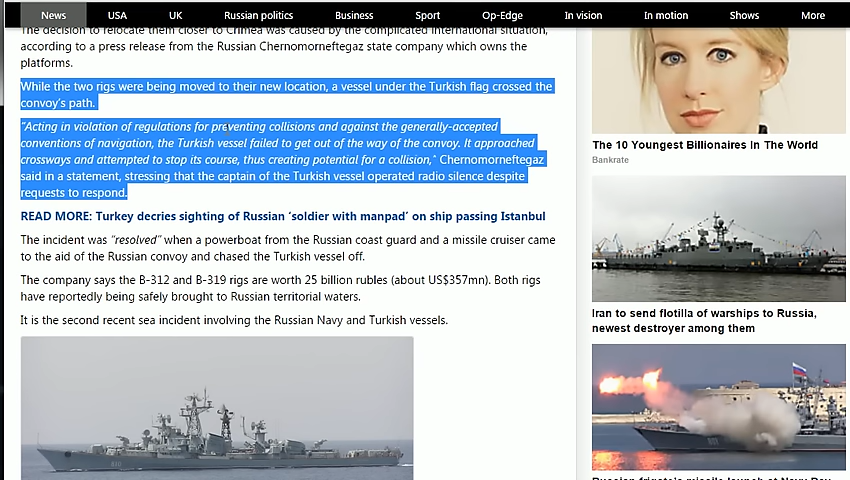 News USA UK Russian politics Business Sport Op-Edge In vision In motion Shows More
The decision to relocate them closer to Crimea was caused by the complicated international situation,
according to a press release from the Russian Chernomorneftegaz state company which owns the
platforms.
While the two rigs were being moved to their new location, a vessel under the Turkish flag crossed the
convoy's path.
"Acting in violation of regulations for preventing collisions and against the generally-accepted
conventions of navigation, the Turkish vessel failed to get out of the way of the convoy. It approached
crossways and attempted to stop its course, thus creating potential for a collision," Chernomorneftegaz
said in a statement, stressing that the captain of the Turkish vessel operated radio silence despite
requests to respond.
READ MORE: Turkey decries sighting of Russian 'soldier with manpad' on ship passing Istanbul
The incident was "resolved" when a powerboat from the Russian coast guard and a missile cruiser came
to the aid of the Russian convoy and chased the Turkish vessel off.
The company says the B-312 and B-319 rigs are worth 25 billion rubles (about US$357mn). Both rigs
have reportedly being safely brought to Russian territorial waters.
It is the second recent sea incident involving the Russian Navy and Turkish vessels.
The 10 Youngest Billionaires In The World
Bankrate
Iran to send flotilla of warships to Russia,
newest destroyer among them
Russian frigate's missile launch at Navy Day